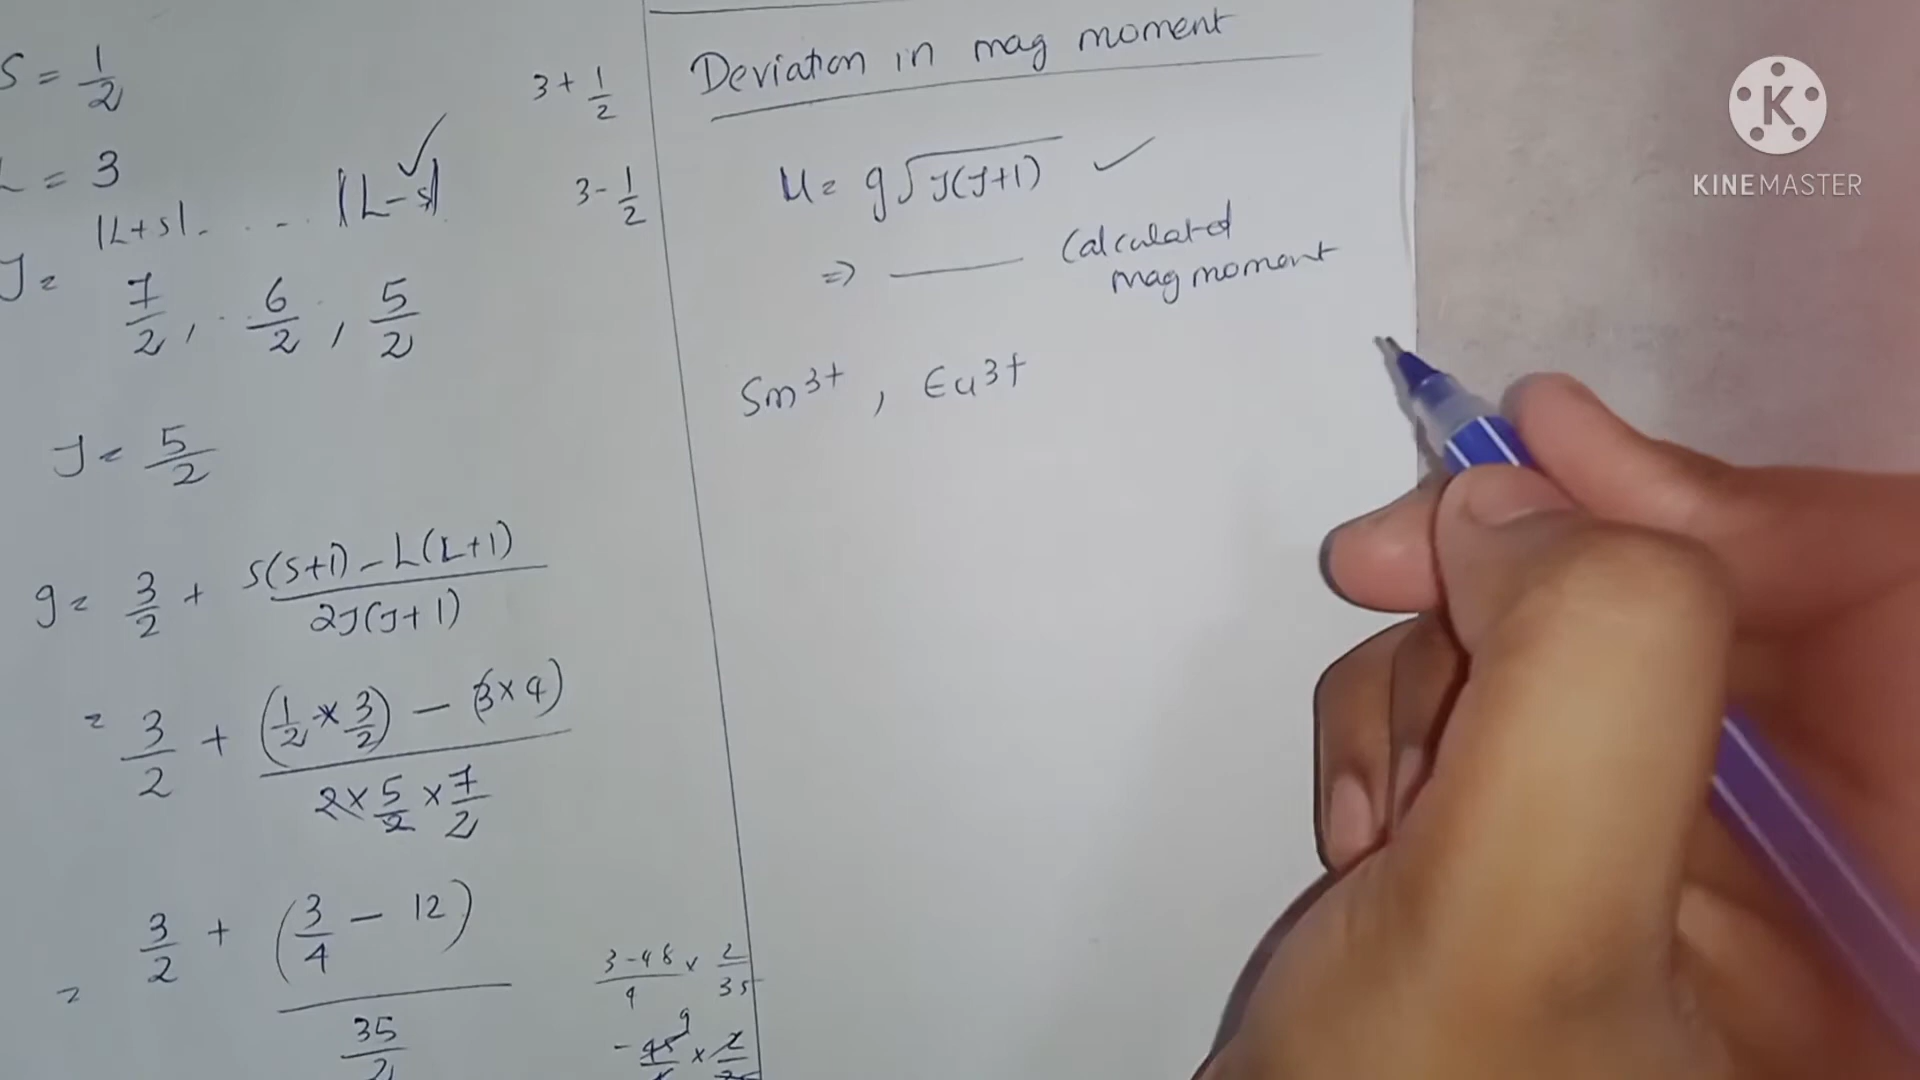 S = 1/2
L = 3
|L+S| - . . . . |L-S| ✓
J = 7/2, . . 6/2 , 5/2
3 + 1/2
3 - 1/2
J = 5/2
g = 3/2 + S(S+1) - L(L+1) / 2J(J+1)
= 3/2 + (1/2 × 3/2) - (3 × 4) / 2 × 5/2 × 7/2
= 3/2 + (3/4 - 12) / 35/2
3-48/4 × 2/35
Deviation in mag moment
μ = g√J(J+1) ✓
⇒ ——— Calculated
mag moment
Sm3+ , Eu3+
K
KINEMASTER